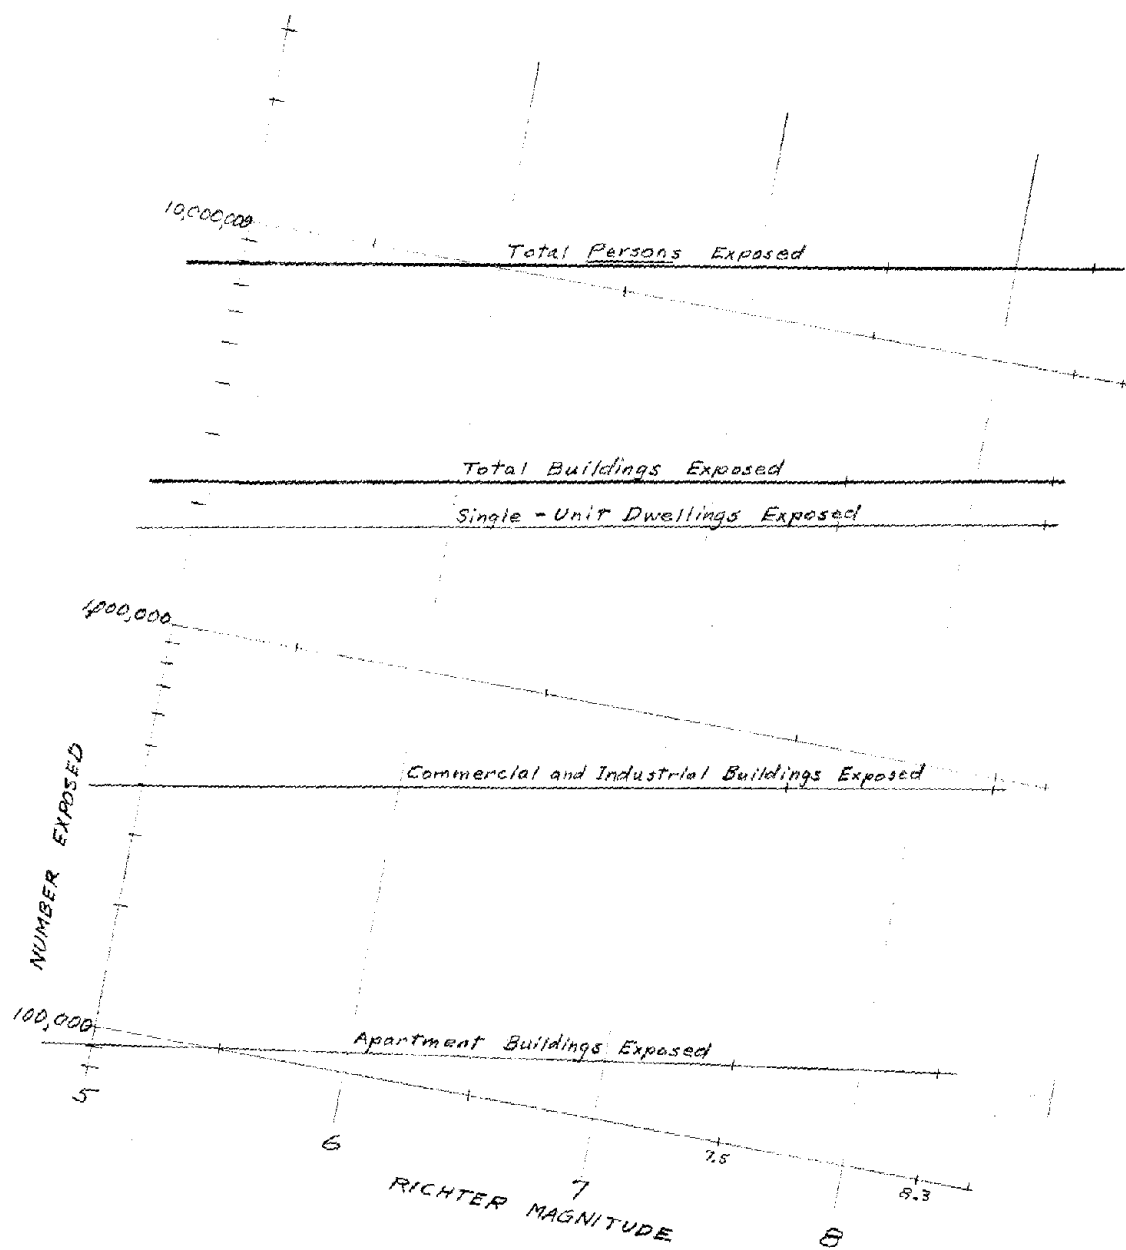 10,000,000
Total Persons Exposed
Total Buildings Exposed
Single-Unit Dwellings Exposed
1,000,000
Commercial and Industrial Buildings Exposed
NUMBER EXPOSED
100,000
Apartment Buildings Exposed
5
6
7
7.5
8
8.3
RICHTER MAGNITUDE